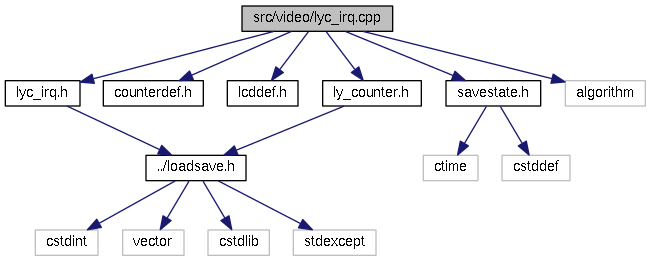 src/video/lyc_irq.cpp
lyc_irq.h
counterdef.h
lcddef.h
ly_counter.h
savestate.h
algorithm
../loadsave.h
ctime
cstddef
cstdint
vector
cstdlib
stdexcept